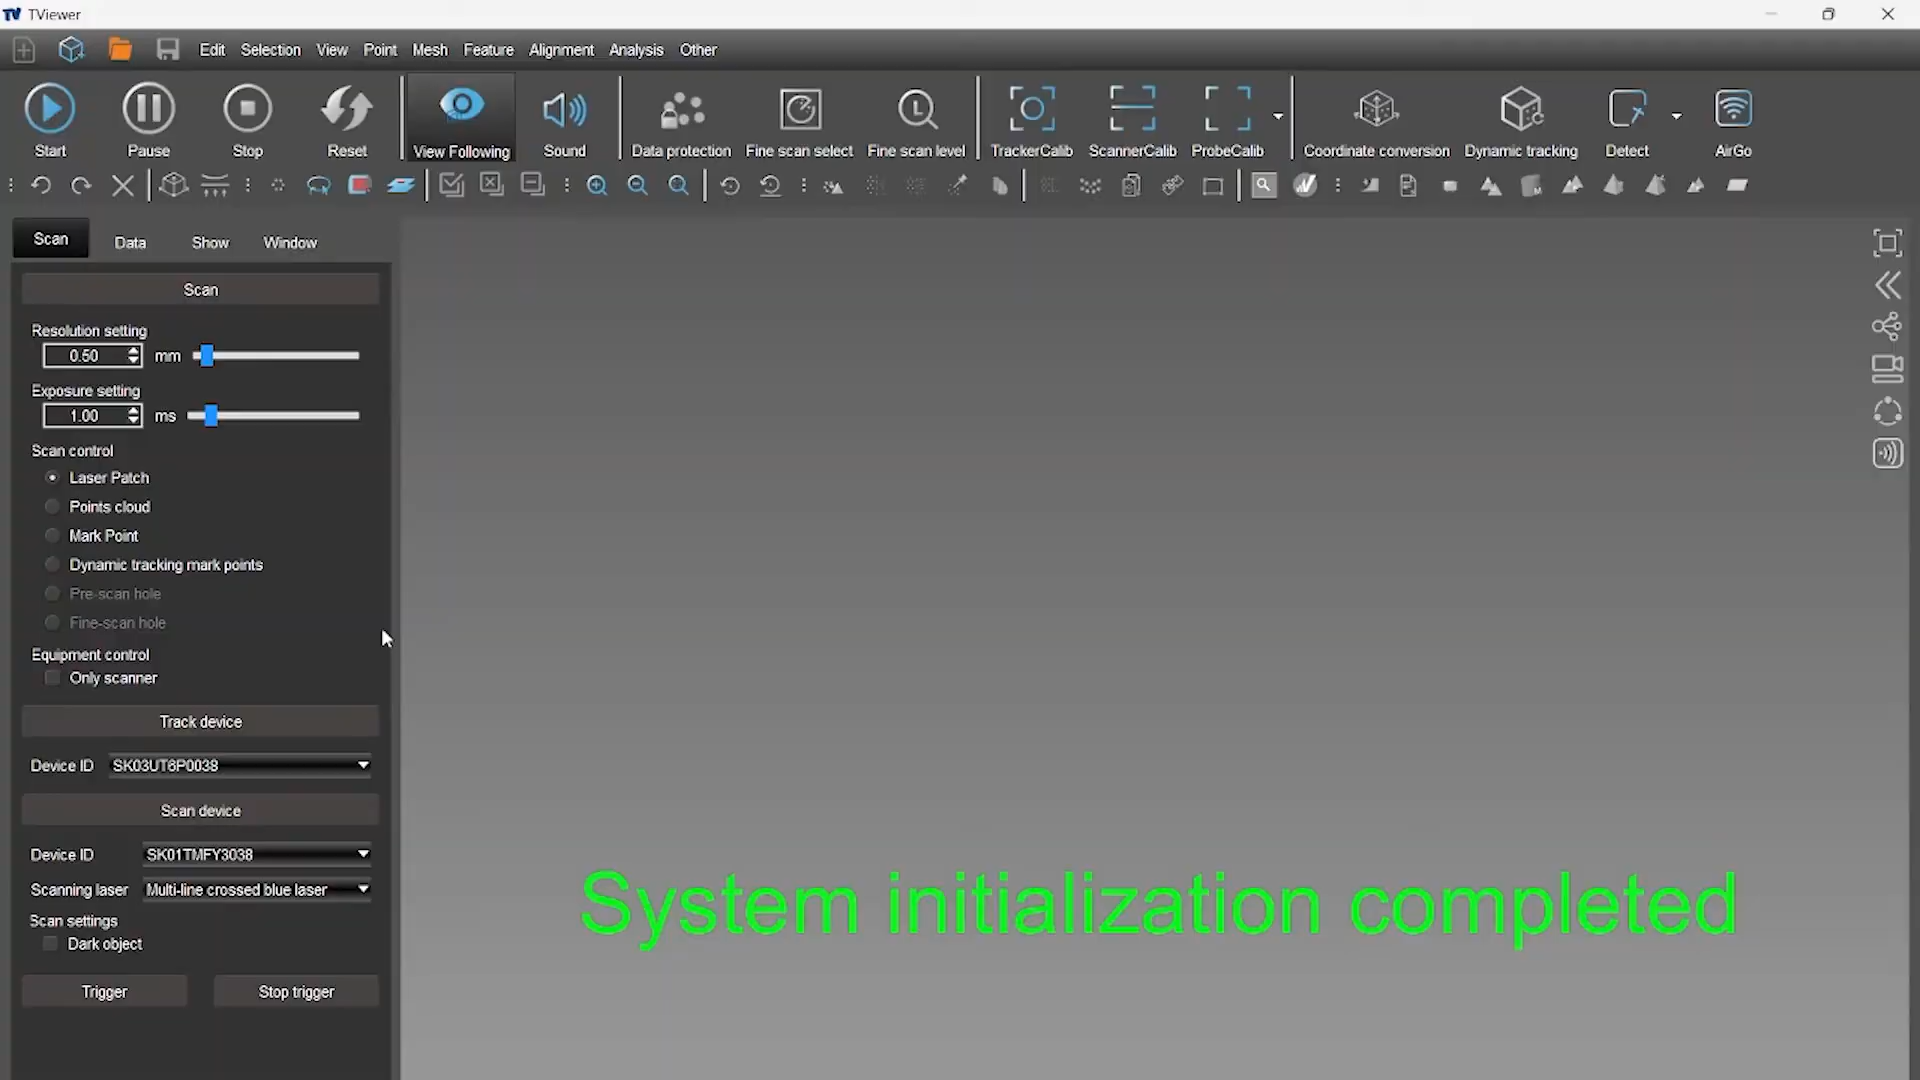 TViewer
Edit Selection View Point Mesh Feature Alignment Analysis Other
Start Pause Stop Reset View Following Sound Data protection Fine scan select Fine scan level TrackerCalib ScannerCalib ProbeCalib Coordinate conversion Dynamic tracking Detect AirGo
Scan Data Show Window
Scan
Resolution setting
0.50 mm
Exposure setting
1.00 ms
Scan control
Laser Patch
Points cloud
Mark Point
Dynamic tracking mark points
Pre-scan hole
Fine-scan hole
Equipment control
Only scanner
Track device
Device ID SK03UT6P0038
Scan device
Device ID SK01TMFY3038
Scanning laser Multi-line crossed blue laser
Scan settings
Dark object
Trigger Stop trigger
System initialization completed